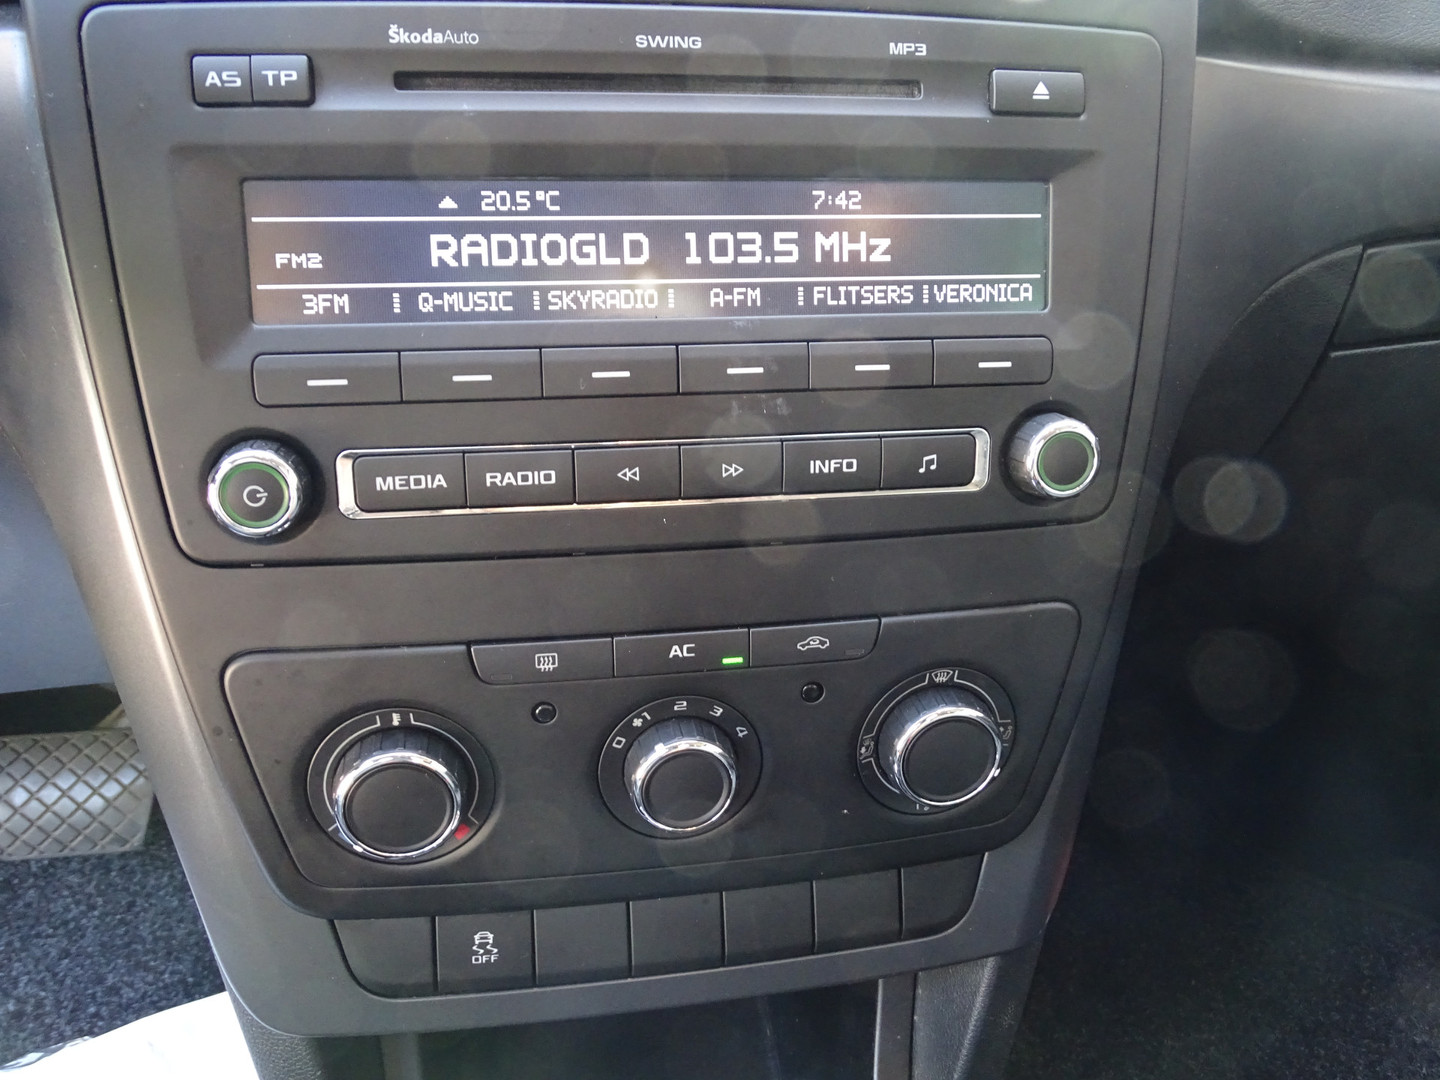 ŠkodaAuto SWING MP3
AS TP
20.5°C 7:42
FM2 RADIOGLD 103.5 MHz
3FM Q-MUSIC SKYRADIO A-FM FLITSERS VERONICA
MEDIA RADIO INFO
AC
0 1 2 3 4
OFF